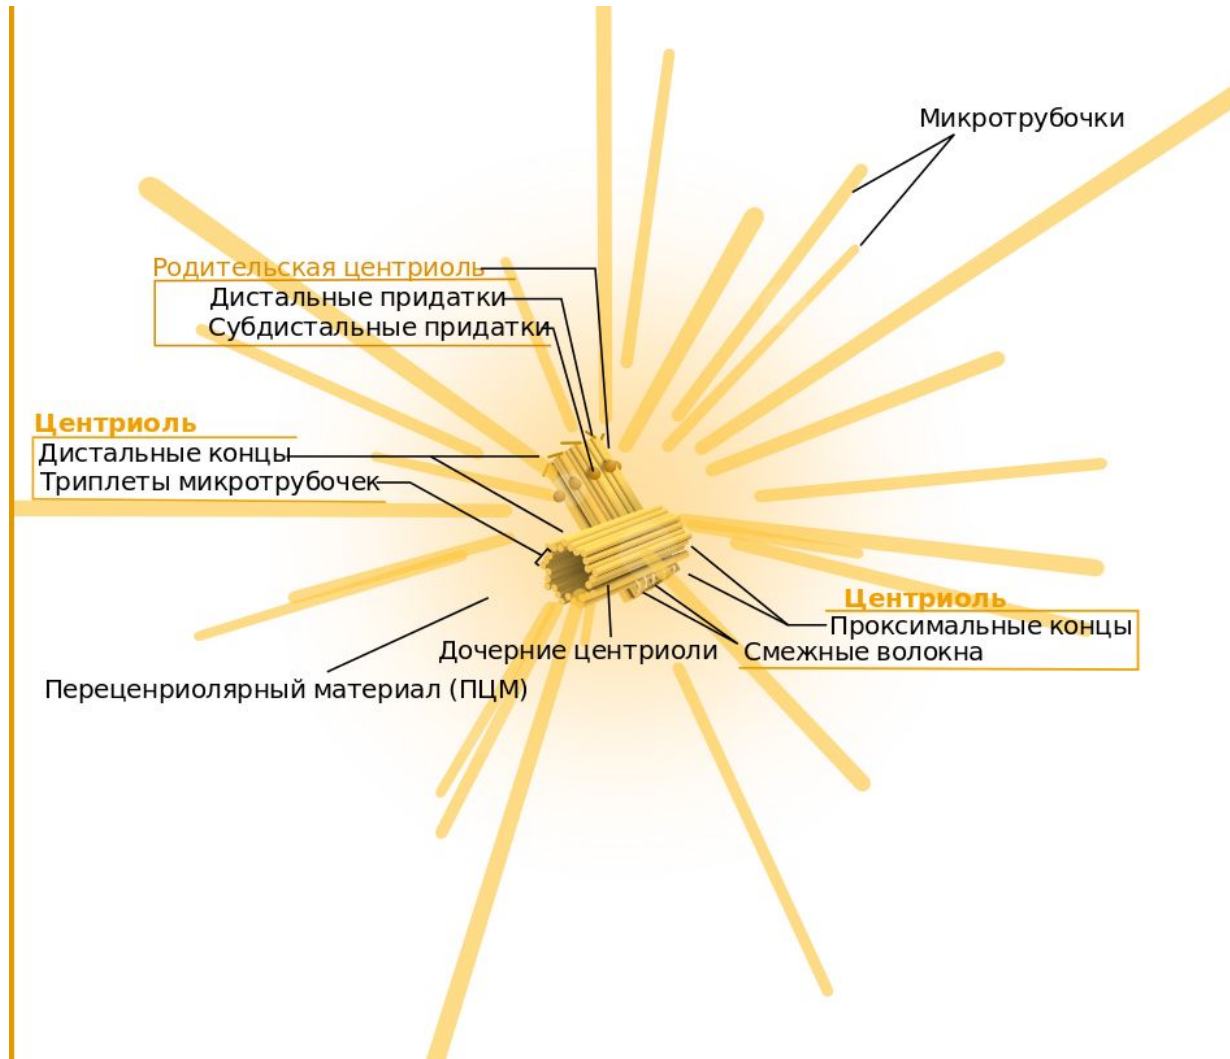 Микротрубочки
Родительская центриоль
Дистальные придатки
Субдистальные придатки
Центриоль
Дистальные концы
Триплеты микротрубочек
Центриоль
Проксимальные концы
Смежные волокна
Дочерние центриоли
Переценриолярный материал (ПЦМ)